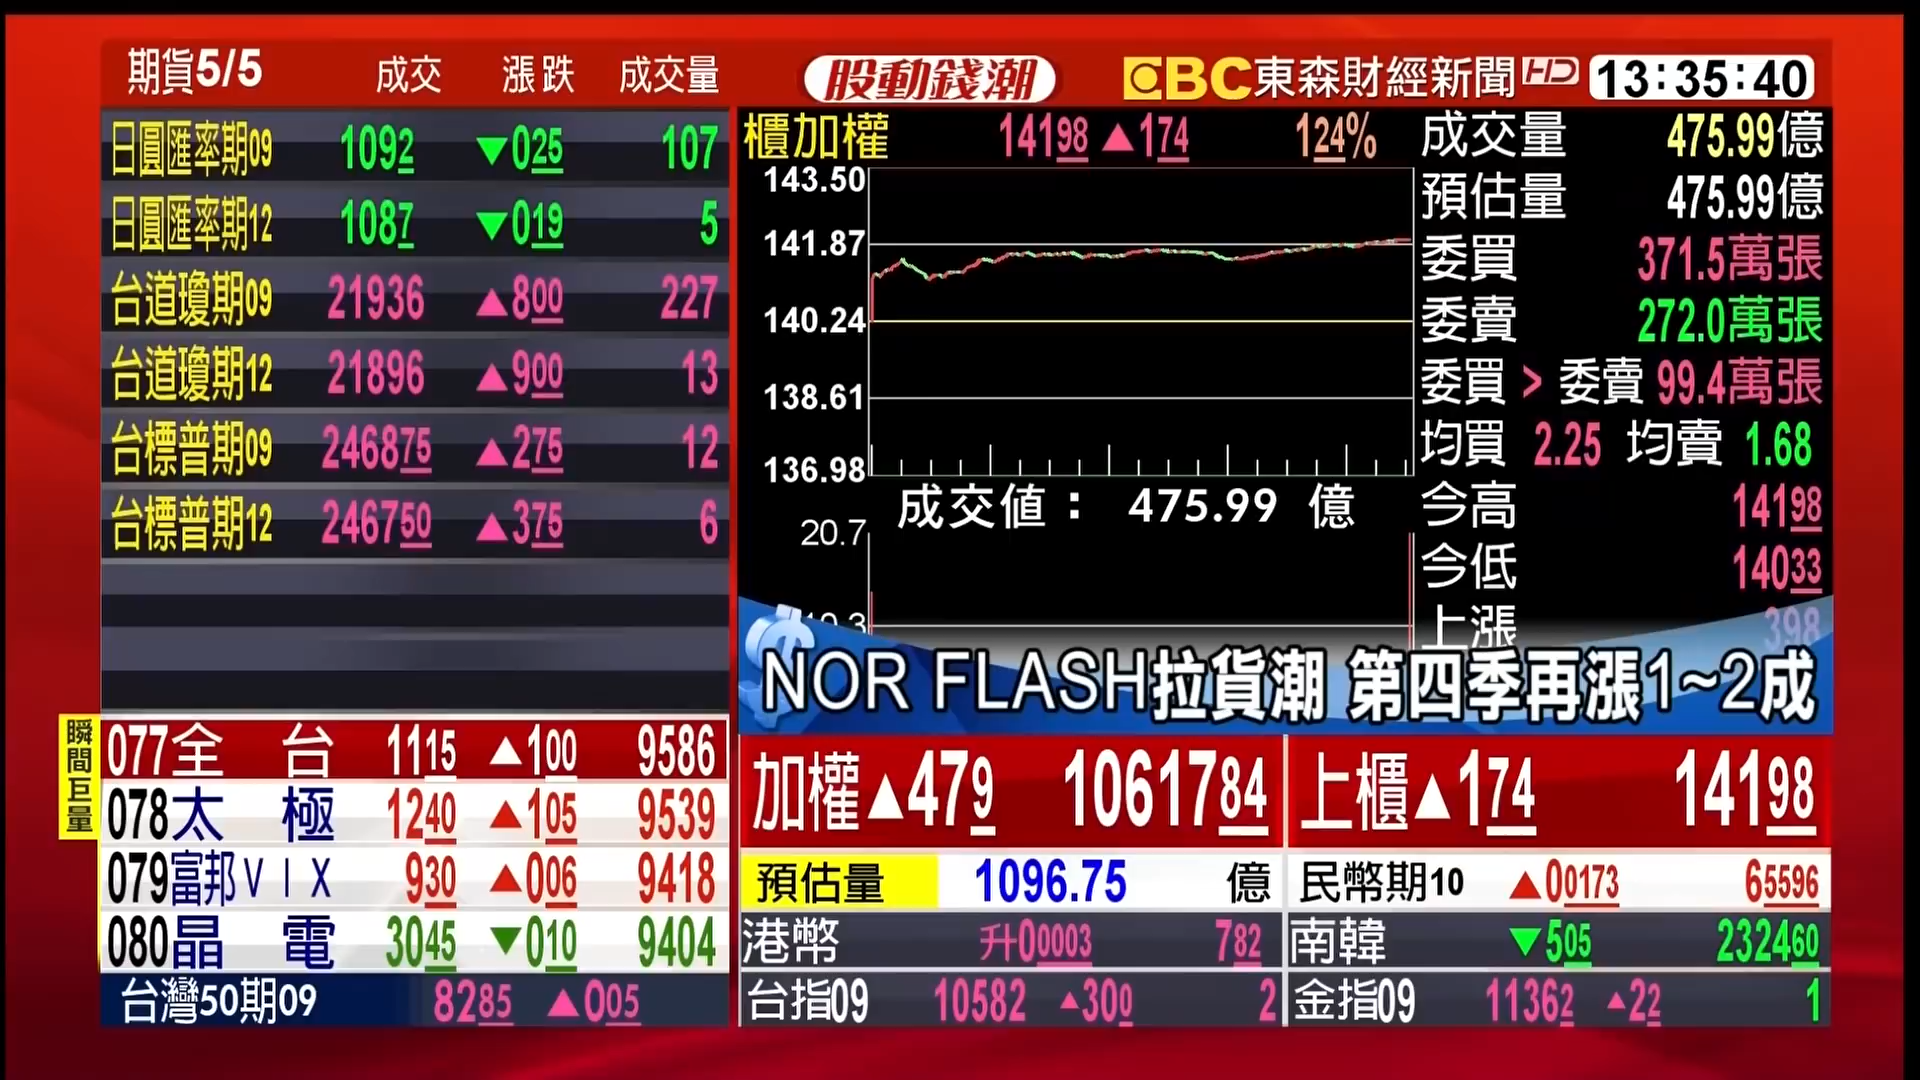 期貨5/5 成交 漲跌 成交量
日圓匯率期09 1092 ▼025 107
日圓匯率期12 1087 ▼019 5
台道瓊期09 21936 ▲800 227
台道瓊期12 21896 ▲900 13
台標普期09 246875 ▲275 12
台標普期12 246750 ▲375 6
瞬間巨量
077全台 1115 ▲100 9586
078太極 1240 ▲105 9539
079富邦VIX 930 ▲006 9418
080晶電 3045 ▼010 9404
台灣50期09 8285 ▲005
股動錢潮 EBC東森財經新聞HD 13:35:40
櫃加權 14198 ▲174 124%
143.50
141.87
140.24
138.61
136.98
成交值： 475.99 億
20.7
成交量 475.99億
預估量 475.99億
委買 371.5萬張
委賣 272.0萬張
委買 > 委賣 99.4萬張
均買 2.25 均賣 1.68
今高 14198
今低 14033
上漲 398
NOR FLASH拉貨潮 第四季再漲1~2成
加權▲479 1061784
上櫃▲174 14198
預估量 1096.75 億
民幣期10 ▲00173 65596
港幣 升00003 782
南韓 ▼505 232460
台指09 10582 ▲300 2
金指09 11362 ▲22 1